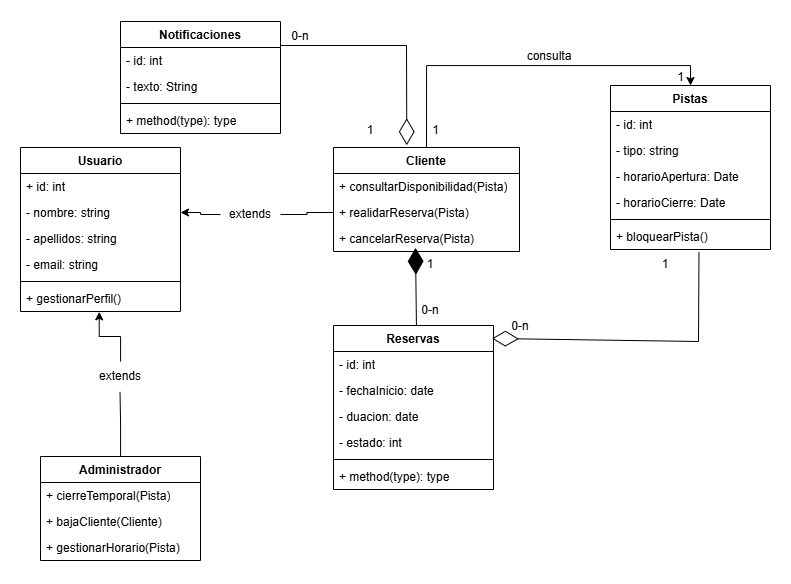 Notificaciones
- id: int
- texto: String
+ method(type): type
0-n
1
1
consulta
1
Pistas
- id: int
- tipo: string
- horarioApertura: Date
- horarioCierre: Date
+ bloquearPista()
1
Usuario
+ id: int
- nombre: string
- apellidos: string
- email: string
+ gestionarPerfil()
extends
Cliente
+ consultarDisponibilidad(Pista)
+ realidarReserva(Pista)
+ cancelarReserva(Pista)
1
0-n
Reservas
- id: int
- fechaInicio: date
- duacion: date
- estado: int
+ method(type): type
0-n
extends
Administrador
+ cierreTemporal(Pista)
+ bajaCliente(Cliente)
+ gestionarHorario(Pista)